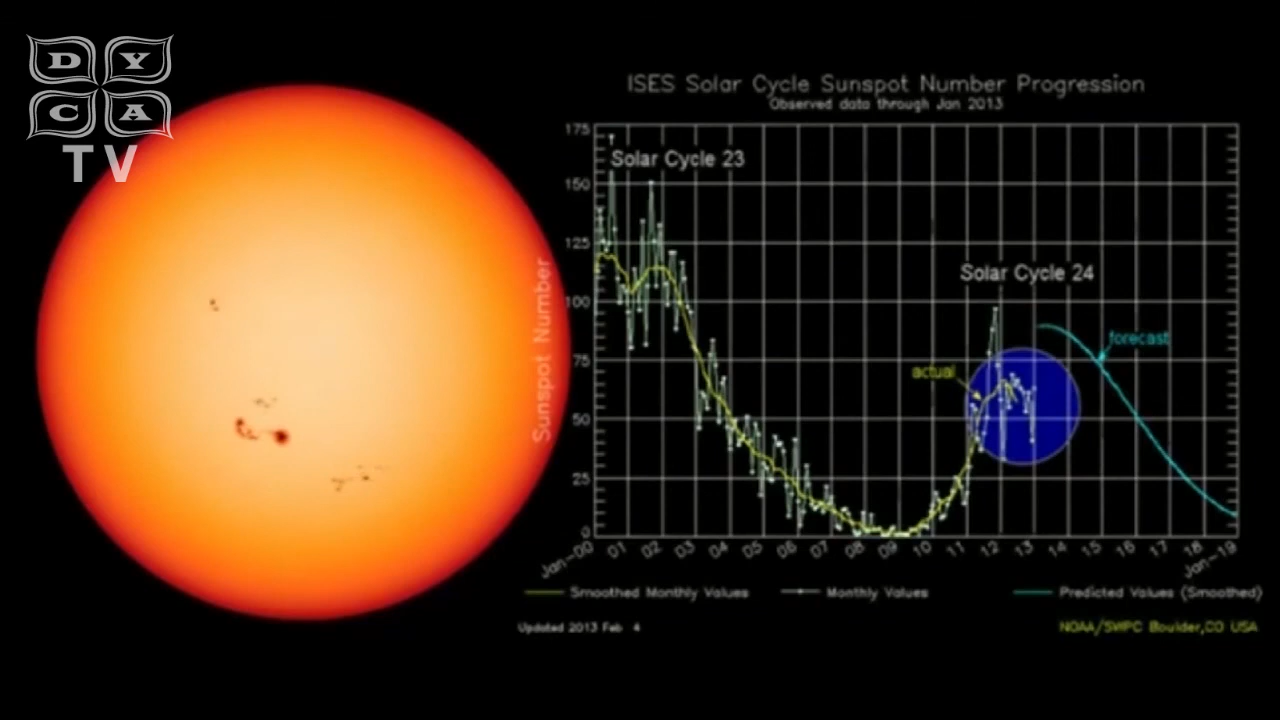 D Y
C A
TV
ISES Solar Cycle Sunspot Number Progression
Observed data through Jan 2013
Sunspot Number
175
150
125
100
75
50
25
0
Solar Cycle 23
Solar Cycle 24
forecast
actual
Jan-00 01 02 03 04 05 06 07 08 09 10 11 12 13 14 15 16 17 18 Jan-19
Smoothed Monthly Values Monthly Values Predicted Values (Smoothed)
Updated 2013 Feb 4 NOAA/SWPC Boulder,CO USA